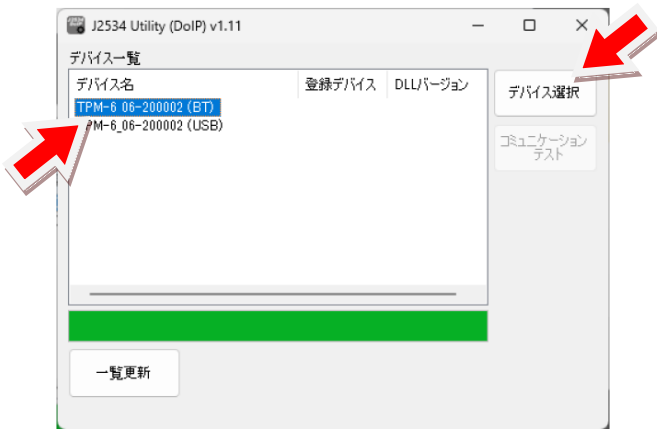 J2534 Utility (DoIP) v1.11
デバイス一覧
デバイス名 登録デバイス DLLバージョン
TPM-6 06-200002 (BT)
PM-6_06-200002 (USB)
デバイス選択
コミュニケーション
テスト
一覧更新